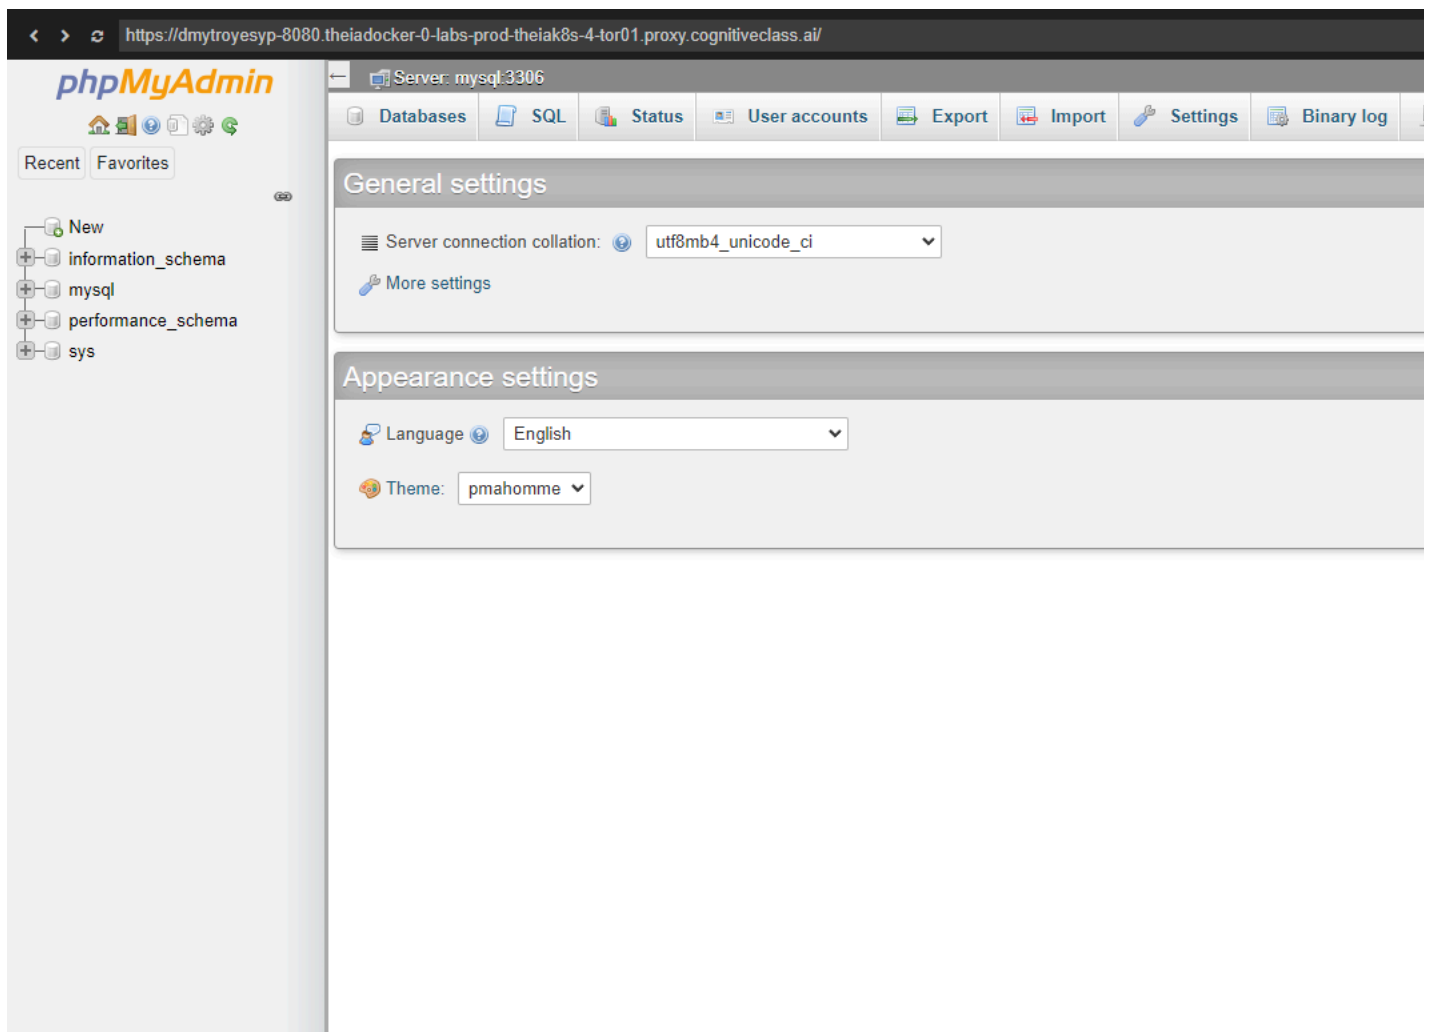 https://dmytroyesyp-8080.theiadocker-0-labs-prod-theiak8s-4-tor01.proxy.cognitiveclass.ai/
phpMyAdmin
Recent Favorites
New
information_schema
mysql
performance_schema
sys
Server: mysql:3306
Databases SQL Status User accounts Export Import Settings Binary log
General settings
Server connection collation: utf8mb4_unicode_ci
More settings
Appearance settings
Language English
Theme: pmahomme